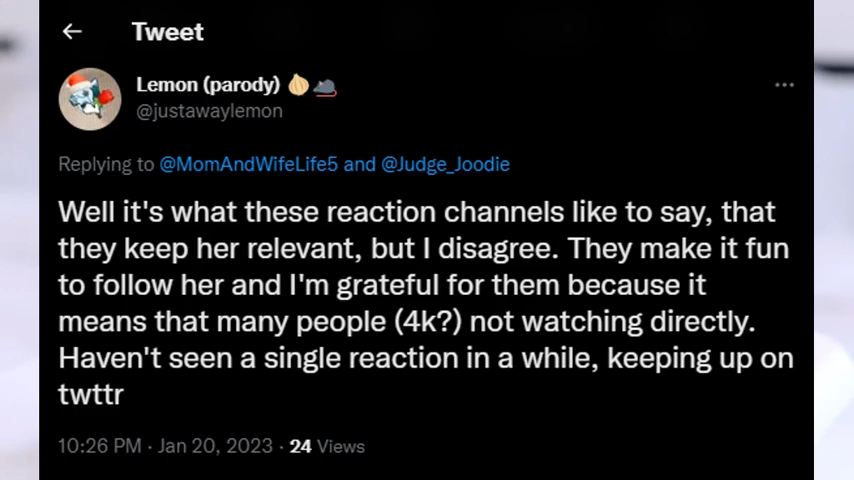 Tweet
Lemon (parody) 🧄🐀
@justawaylemon
Replying to @MomAndWifeLife5 and @Judge_Joodie
Well it's what these reaction channels like to say, that
they keep her relevant, but I disagree. They make it fun
to follow her and I'm grateful for them because it
means that many people (4k?) not watching directly.
Haven't seen a single reaction in a while, keeping up on
twttr
10:26 PM · Jan 20, 2023 · 24 Views